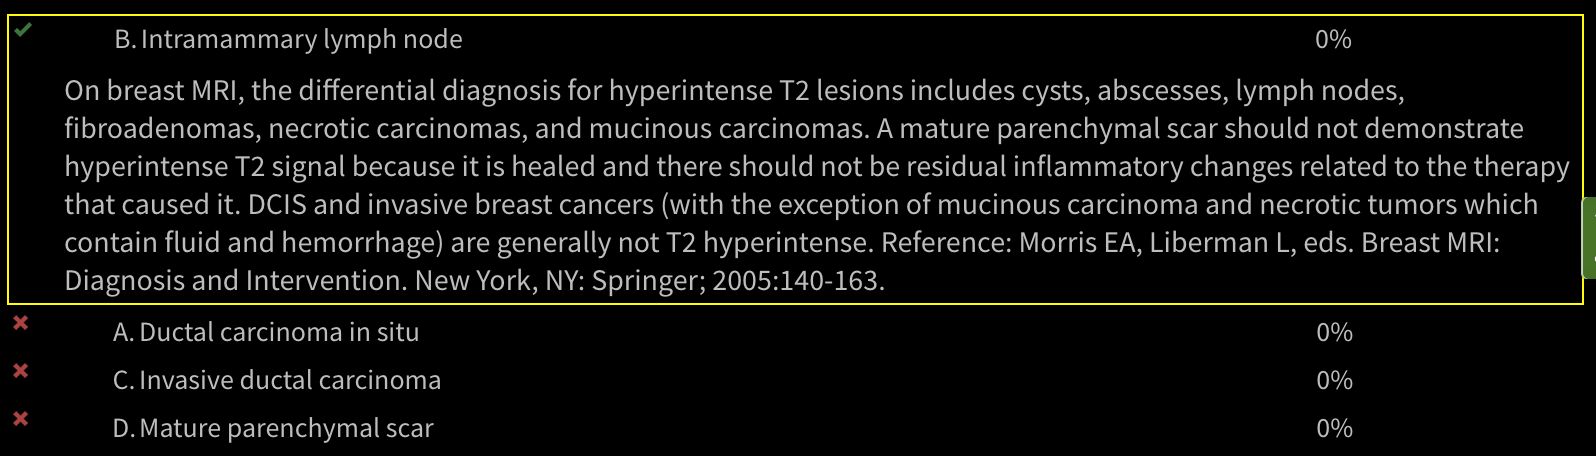 B. Intramammary lymph node 0%
On breast MRI, the differential diagnosis for hyperintense T2 lesions includes cysts, abscesses, lymph nodes,
fibroadenomas, necrotic carcinomas, and mucinous carcinomas. A mature parenchymal scar should not demonstrate
hyperintense T2 signal because it is healed and there should not be residual inflammatory changes related to the therapy
that caused it. DCIS and invasive breast cancers (with the exception of mucinous carcinoma and necrotic tumors which
contain fluid and hemorrhage) are generally not T2 hyperintense. Reference: Morris EA, Liberman L, eds. Breast MRI:
Diagnosis and Intervention. New York, NY: Springer; 2005:140-163.
A. Ductal carcinoma in situ 0%
C. Invasive ductal carcinoma 0%
D. Mature parenchymal scar 0%